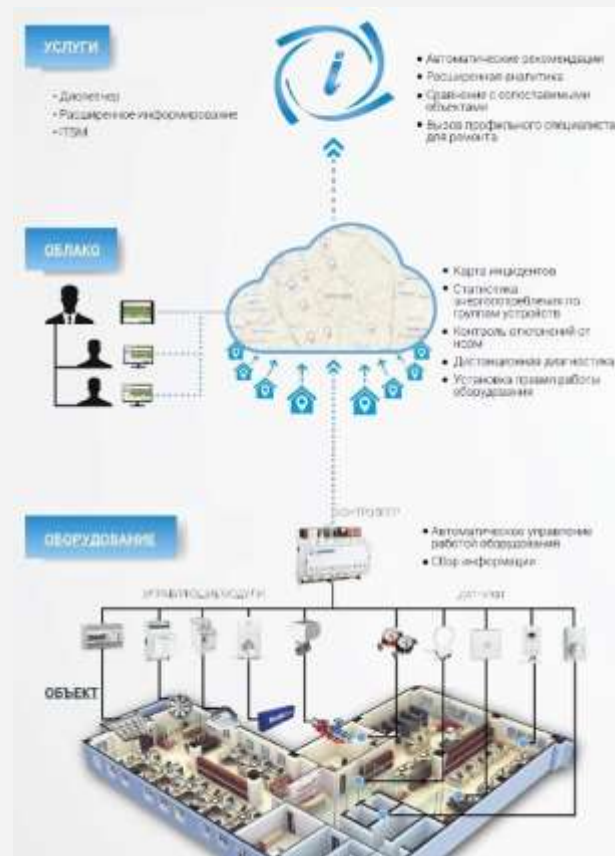 УСЛУГИ
• Диспетчер
• Расширенное информирование
• ITSM
i
• Автоматические рекомендации
• Расширенная аналитика
• Сравнение с сопоставимыми
объектами
• Вызов профильного специалиста
для ремонта
ОБЛАКО
• Карта инцидентов
• Статистика
энергопотребления по
группам устройств
• Контроль отклонений от
норм
• Дистанционная диагностика
• Установка правил работы
оборудования
ОБОРУДОВАНИЕ
КОНТРОЛЛЕР
• Автоматическое управление
работой оборудования
• Сбор информации
УПРАВЛЯЮЩИЕ МОДУЛИ
ДАТЧИКИ
ОБЪЕКТ